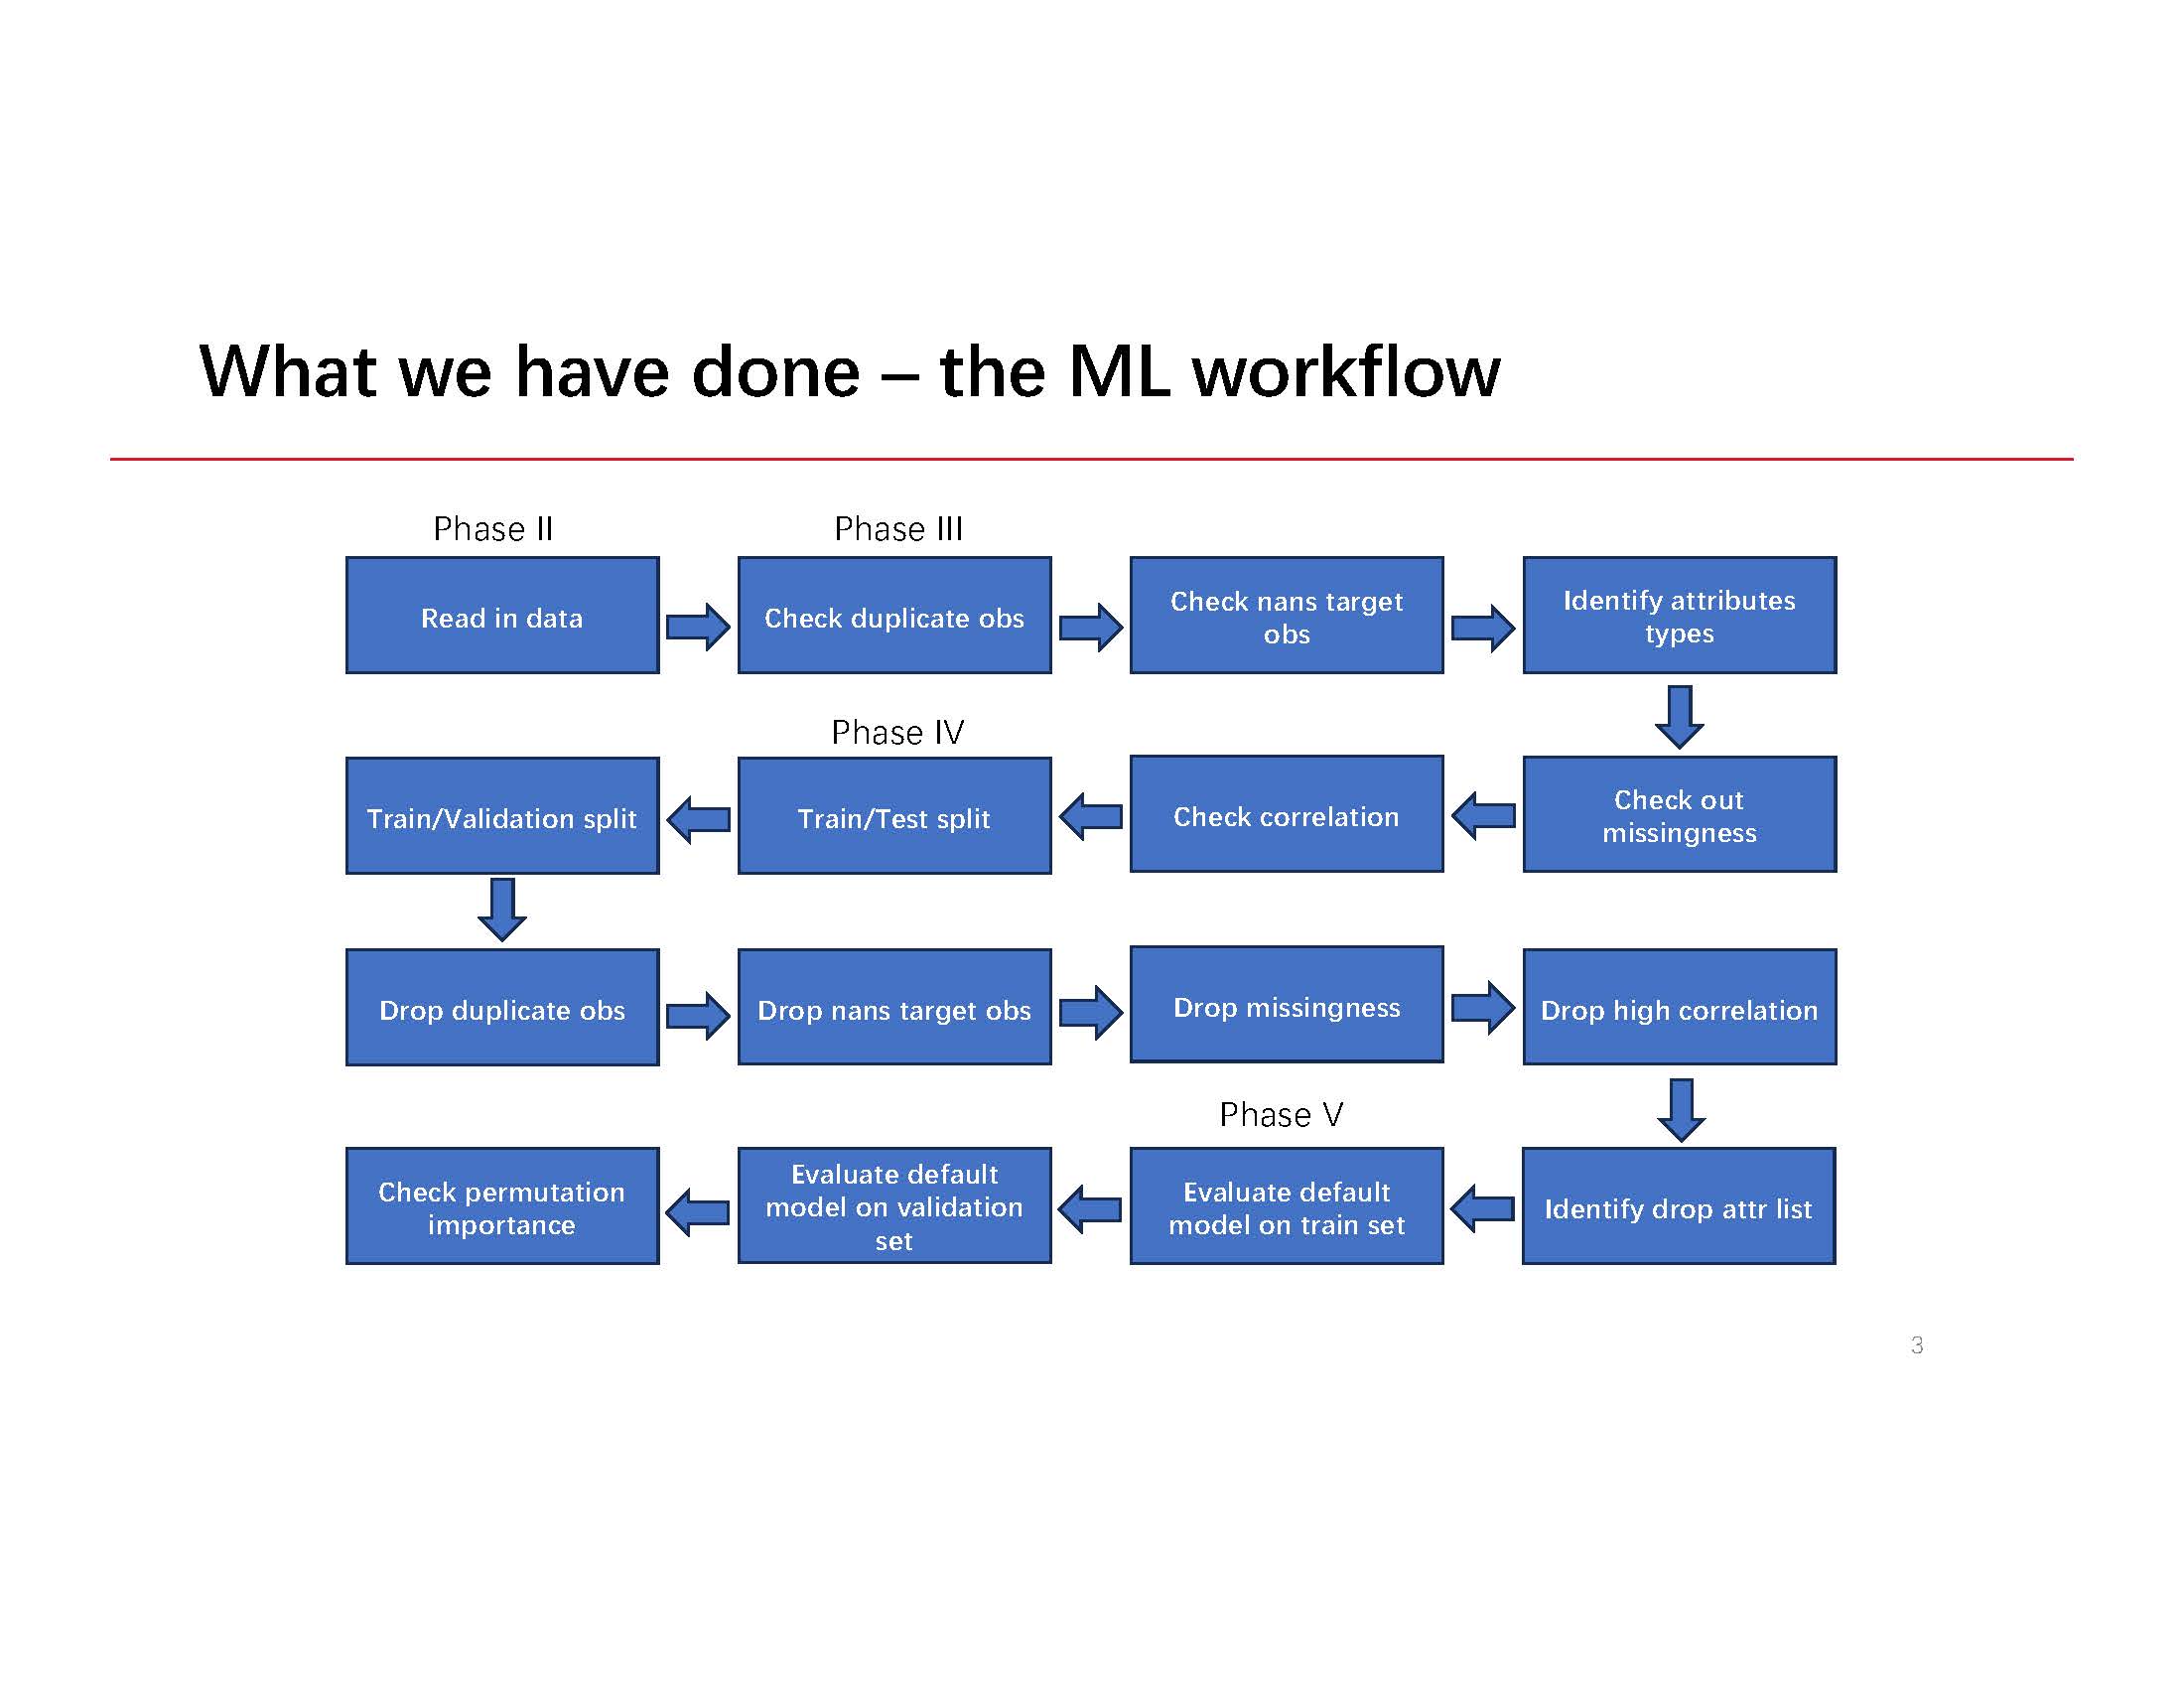 What we have done – the ML workflow
Phase II
Phase III
Read in data
Check duplicate obs
Check nans target
obs
Identify attributes
types
Phase IV
Check out
missingness
Check correlation
Train/Test split
Train/Validation split
Drop duplicate obs
Drop nans target obs
Drop missingness
Drop high correlation
Phase V
Identify drop attr list
Evaluate default
model on train set
Evaluate default
model on validation
set
Check permutation
importance
3